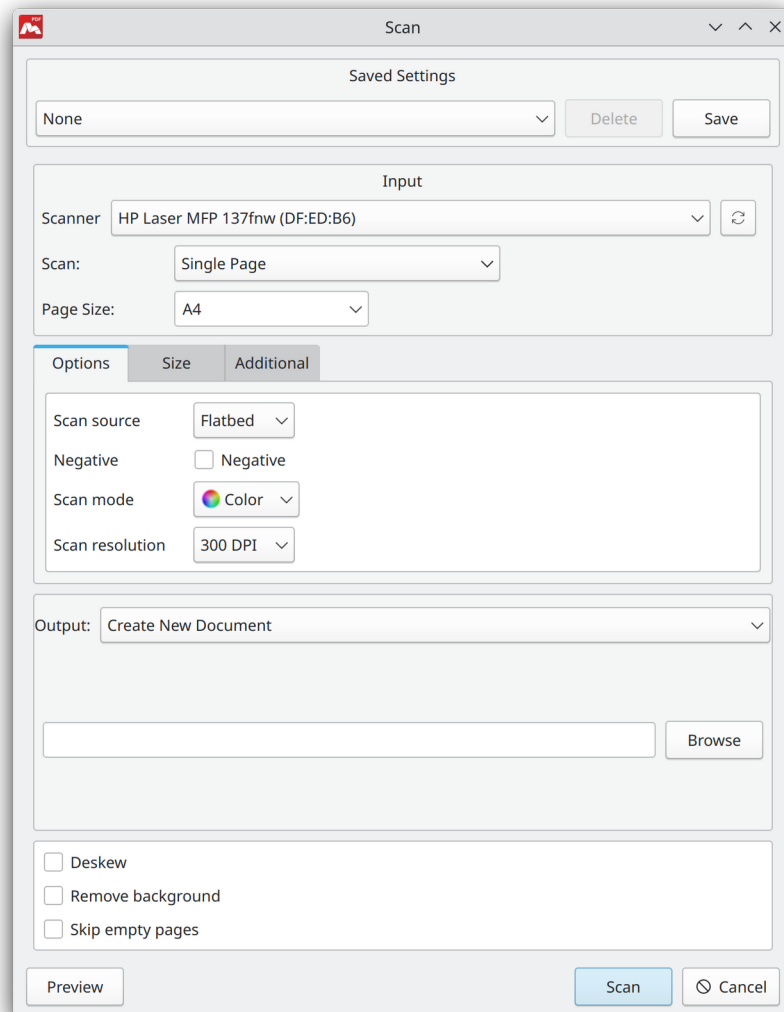 PDF
Scan
Saved Settings
None
Delete
Save
Input
Scanner
HP Laser MFP 137fnw (DF:ED:B6)
Scan:
Single Page
Page Size:
A4
Options
Size
Additional
Scan source
Flatbed
Negative
Negative
Scan mode
Color
Scan resolution
300 DPI
Output:
Create New Document
Browse
Deskew
Remove background
Skip empty pages
Preview
Scan
Cancel